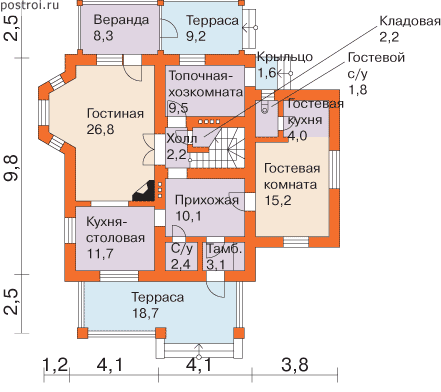 postroi.ru
2,5
9,8
2,5
Веранда
8,3
Терраса
9,2
Кладовая
2,2
Крыльцо
1,6
Гостевой
с/у
1,8
Топочная-
хозкомната
9,5
Гостиная
26,8
Гостевая
кухня
4,0
Холл
2,2
Гостевая
комната
15,2
Прихожая
10,1
Кухня-
столовая
11,7
С/у
2,4
Тамб.
3,1
Терраса
18,7
1,2
4,1
4,1
3,8